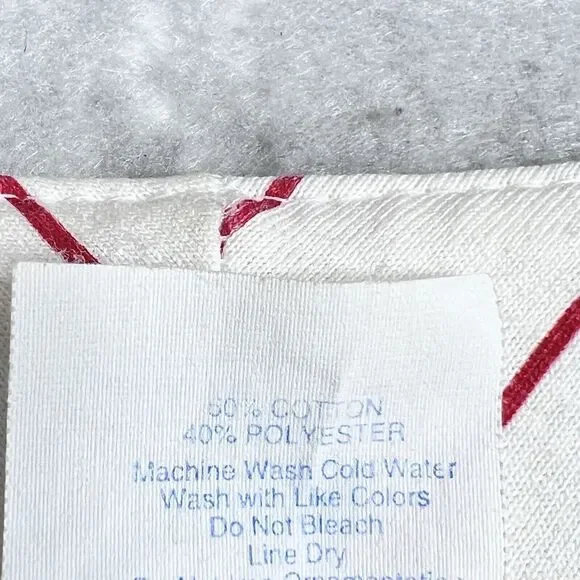 60% COTTON
40% POLYESTER
Machine Wash Cold Water
Wash with Like Colors
Do Not Bleach
Line Dry